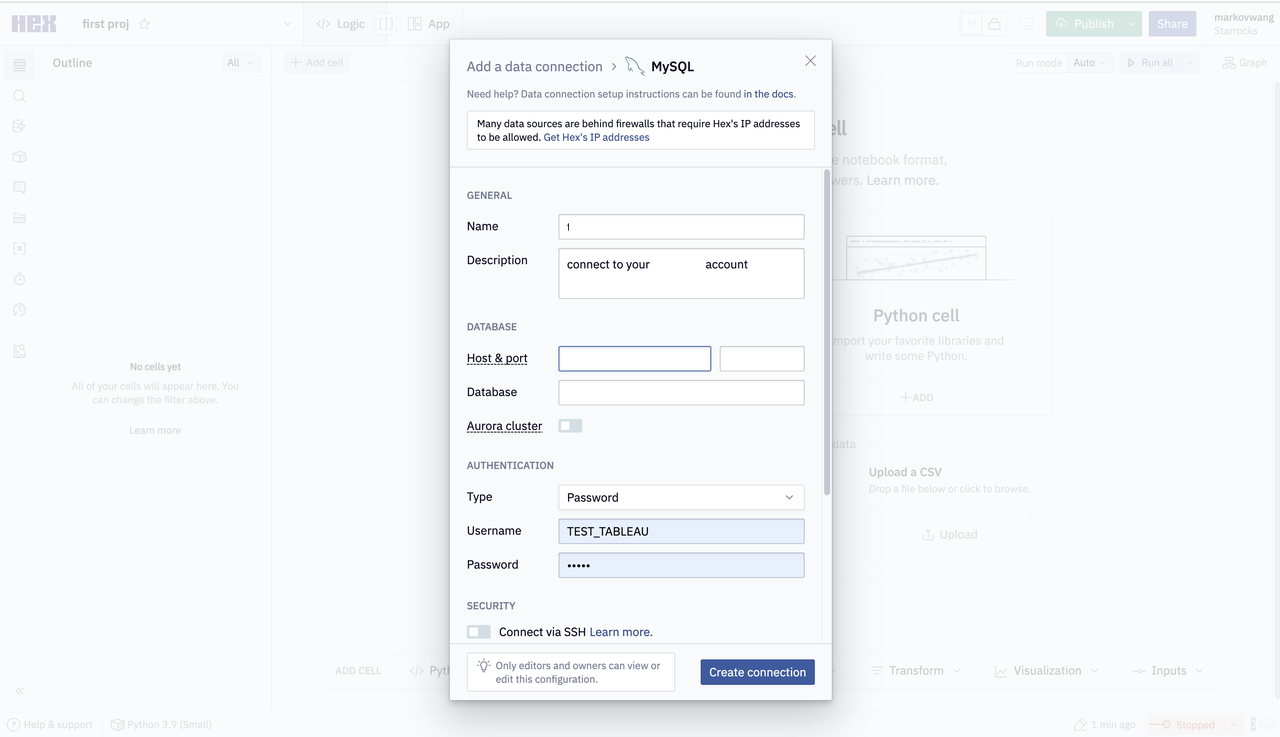 HEX
first proj
Logic
App
Publish
Share
markovwang
Starrocks
Outline
All
Add cell
Run mode
Auto
Run all
Graph
Add a data connection > MySQL
Need help? Data connection setup instructions can be found in the docs.
Many data sources are behind firewalls that require Hex's IP addresses
to be allowed. Get Hex's IP addresses
GENERAL
Name
Description
connect to your account
DATABASE
Host & port
Database
Aurora cluster
AUTHENTICATION
Type
Password
Username
TEST_TABLEAU
Password
•••••
SECURITY
Connect via SSH Learn more.
Only editors and owners can view or
edit this configuration.
Create connection
No cells yet
All of your cells will appear here. You
can change the filter above.
Learn more
notebook format,
Learn more.
Python cell
import your favorite libraries and
write some Python.
ADD
data
Upload a CSV
Drop a file below or click to browse.
Upload
ADD CELL
Transform
Visualization
Inputs
Help & support
Python 3.9 (Small)
1 min ago
Stopped